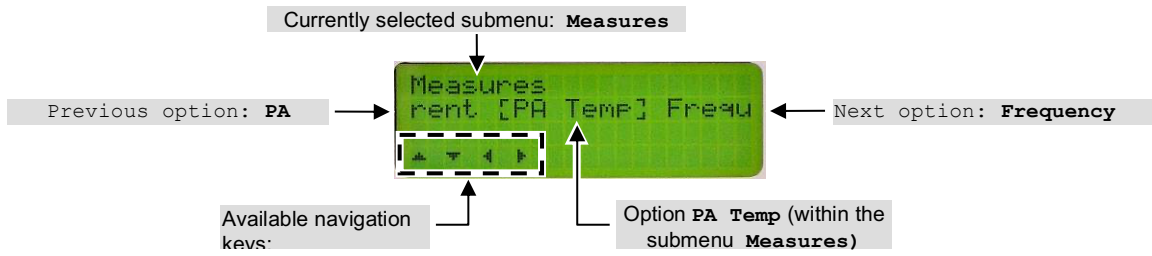 Currently selected submenu: Measures
Measures
Previous option: PA
rent [PA Temp] Frequ
Next option: Frequency
Available navigation
keys:
Option PA Temp (within the
submenu Measures)